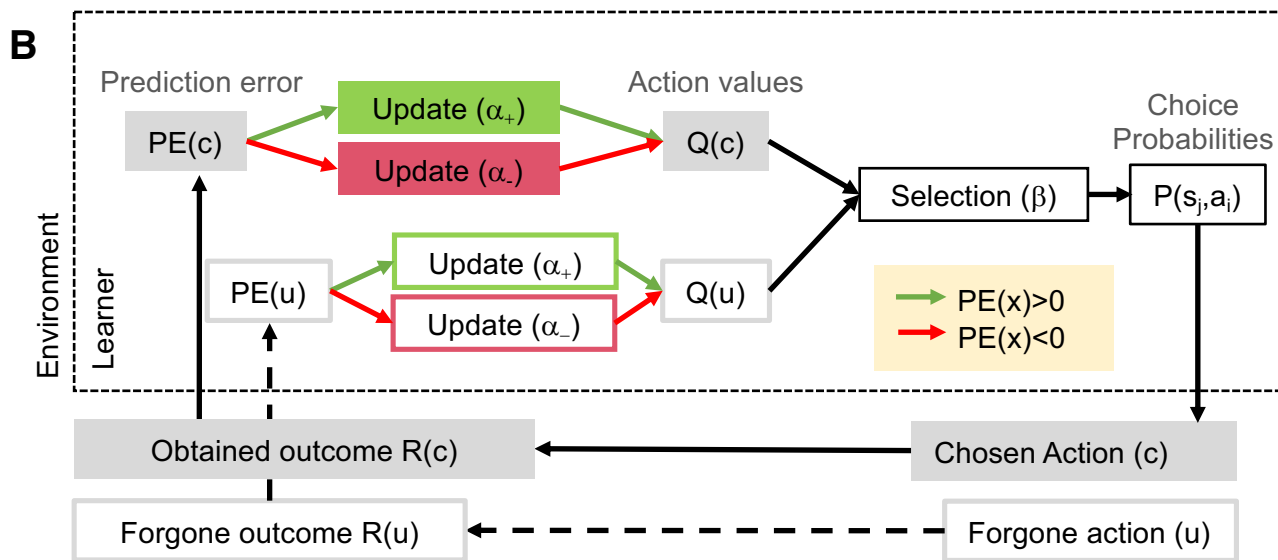 B
Prediction error
Update (α₊)
Action values
Choice
Probabilities
PE(c)
Q(c)
Update (α₋)
Selection (β)
P(sⱼ,aᵢ)
Environment
Learner
Update (α₊)
PE(u)
Q(u)
Update (α₋)
PE(x)>0
PE(x)<0
Obtained outcome R(c)
Chosen Action (c)
Forgone outcome R(u)
Forgone action (u)